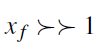 x_f ≻≻ 1